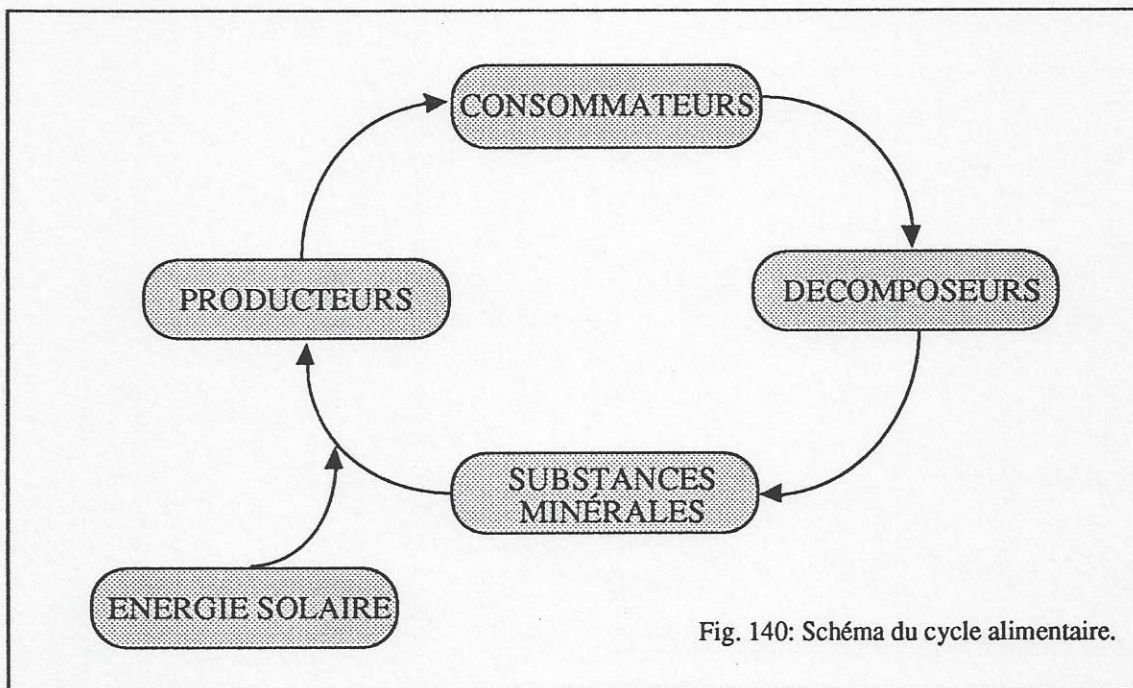 CONSOMMATEURS
PRODUCTEURS
DECOMPOSEURS
SUBSTANCES
MINÉRALES
ENERGIE SOLAIRE
Fig. 140: Schéma du cycle alimentaire.